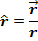 r̂ = r⃗/r